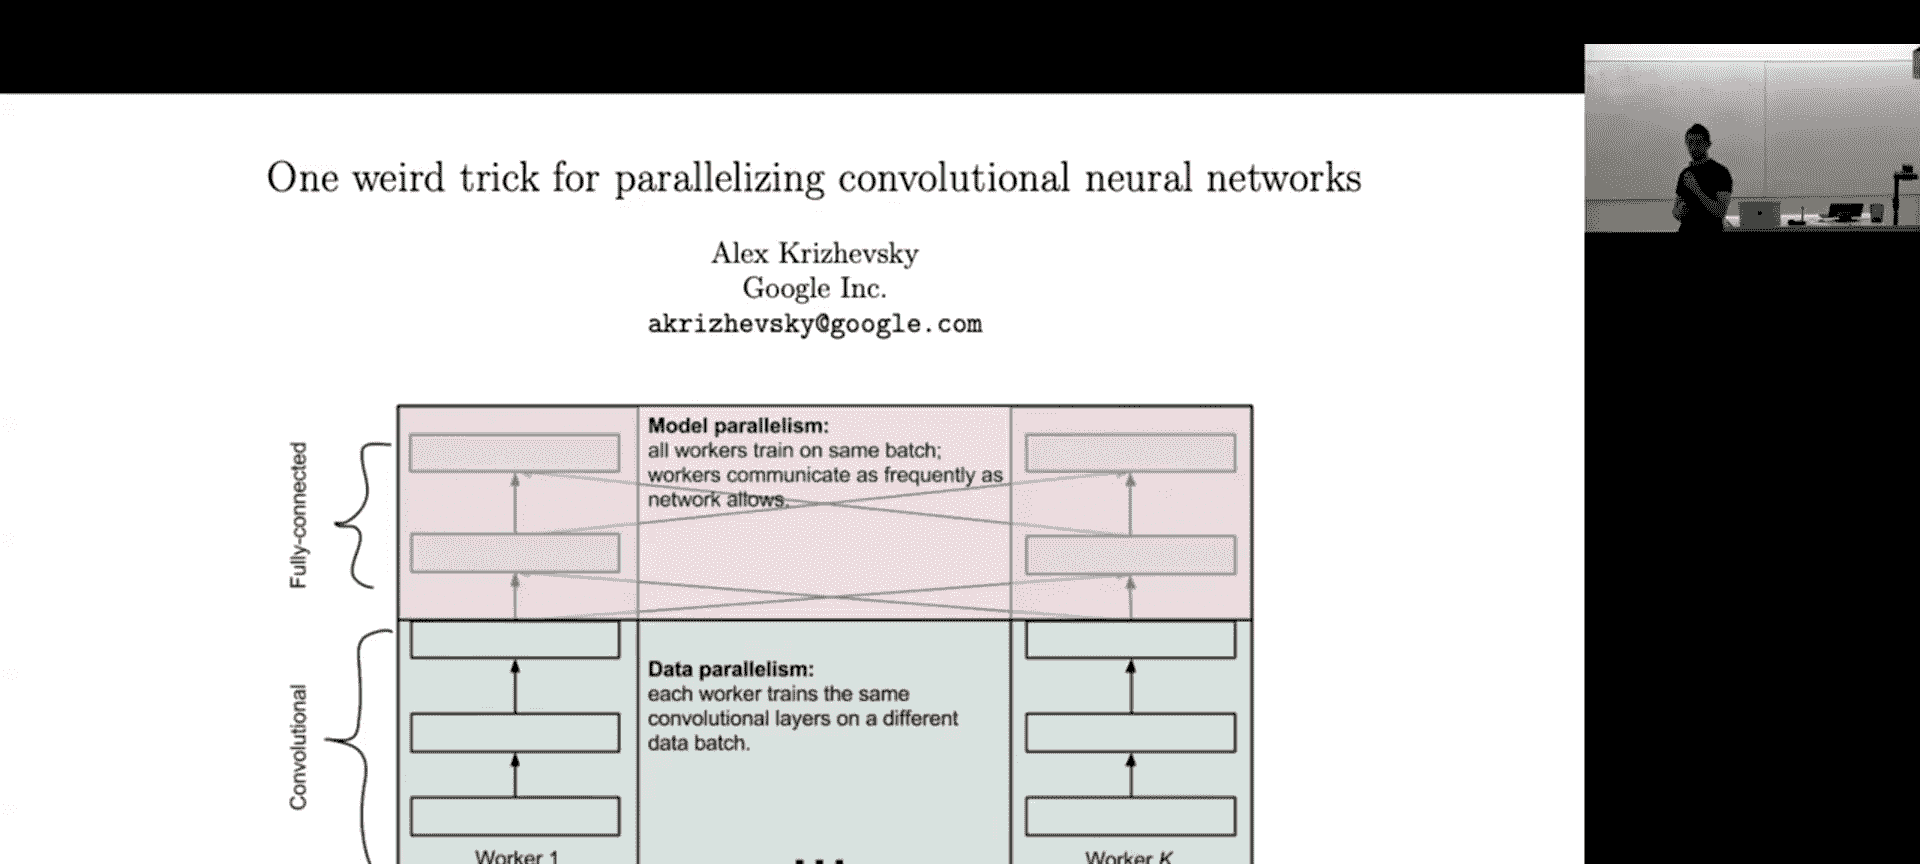 One weird trick for parallelizing convolutional neural networks
Alex Krizhevsky
Google Inc.
akrizhevsky@google.com
Fully-connected
Model parallelism:
all workers train on same batch;
workers communicate as frequently as
network allows.
Convolutional
Data parallelism:
each worker trains the same
convolutional layers on a different
data batch.
Worker 1
...
Worker K